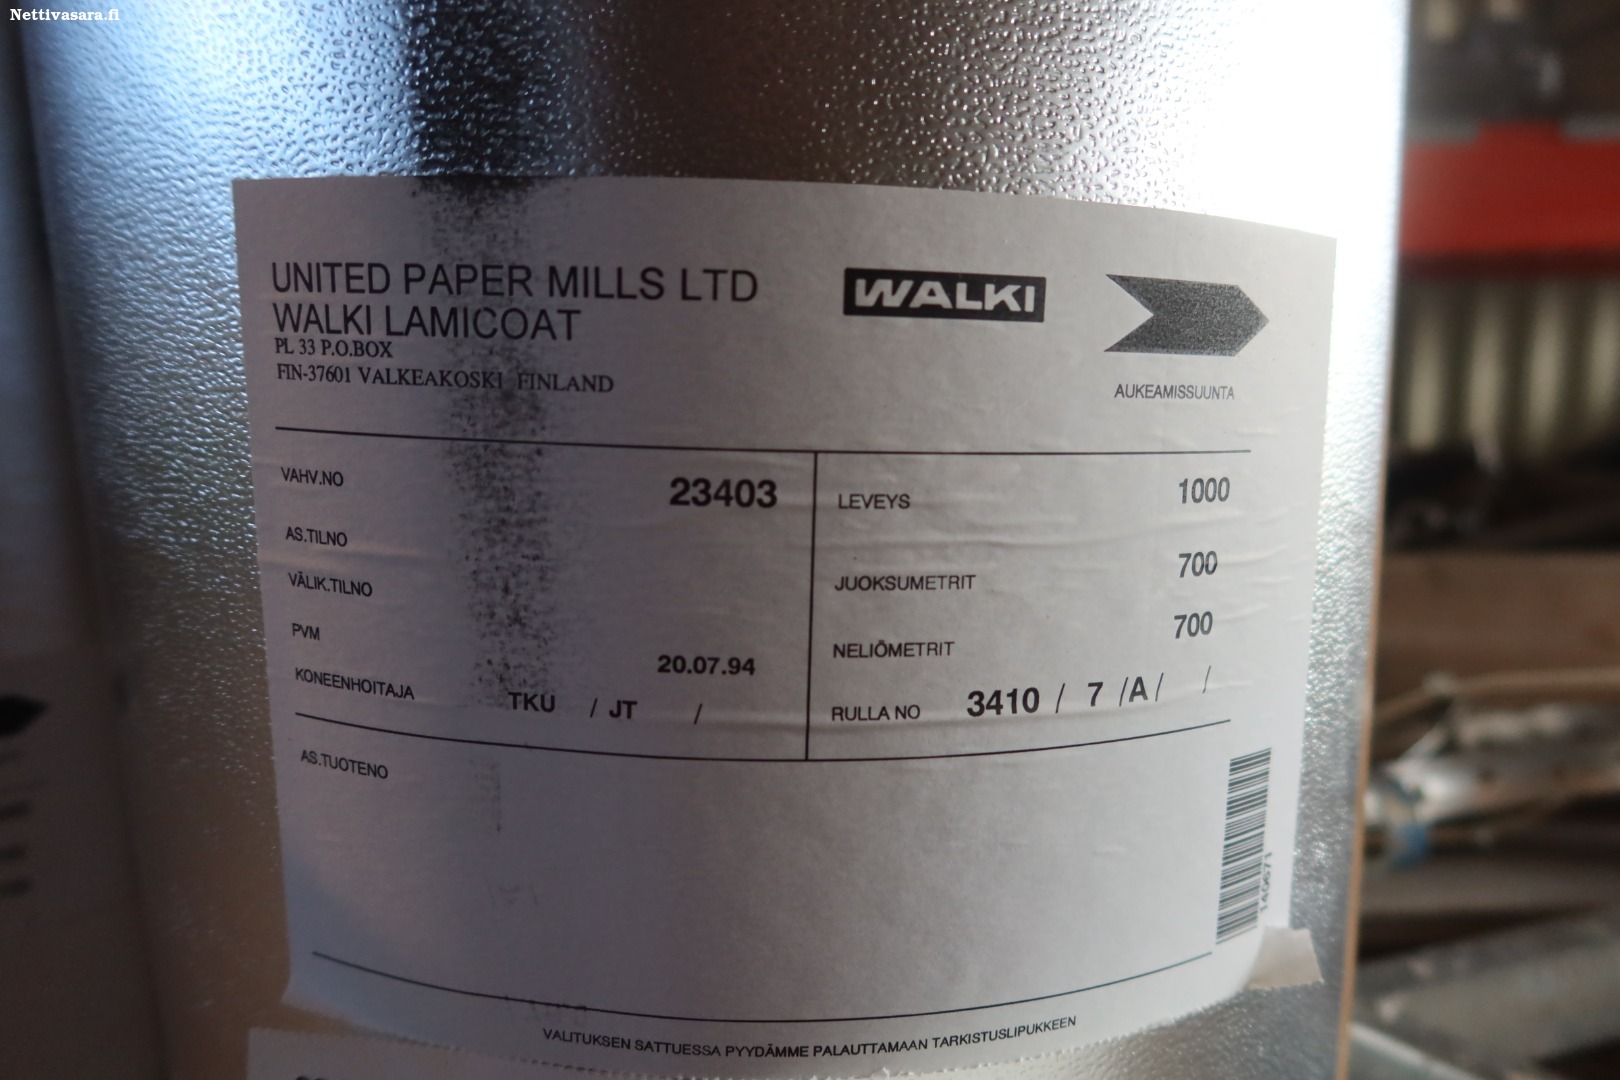 Nettivasara.fi
UNITED PAPER MILLS LTD
WALKI LAMICOAT
PL 33 P.O.BOX
FIN-37601 VALKEAKOSKI FINLAND
WALKI
AUKEAMISSUUNTA
VAHV.NO 23403
AS.TILNO
VÄLIK.TILNO
PVM 20.07.94
KONEENHOITAJA TKU / JT /
LEVEYS 1000
JUOKSUMETRIT 700
NELIÖMETRIT 700
RULLA NO 3410 / 7 /A/ /
AS.TUOTENO
140671
VALITUKSEN SATTUESSA PYYDÄMME PALAUTTAMAAN TARKISTUSLIPUKKEEN